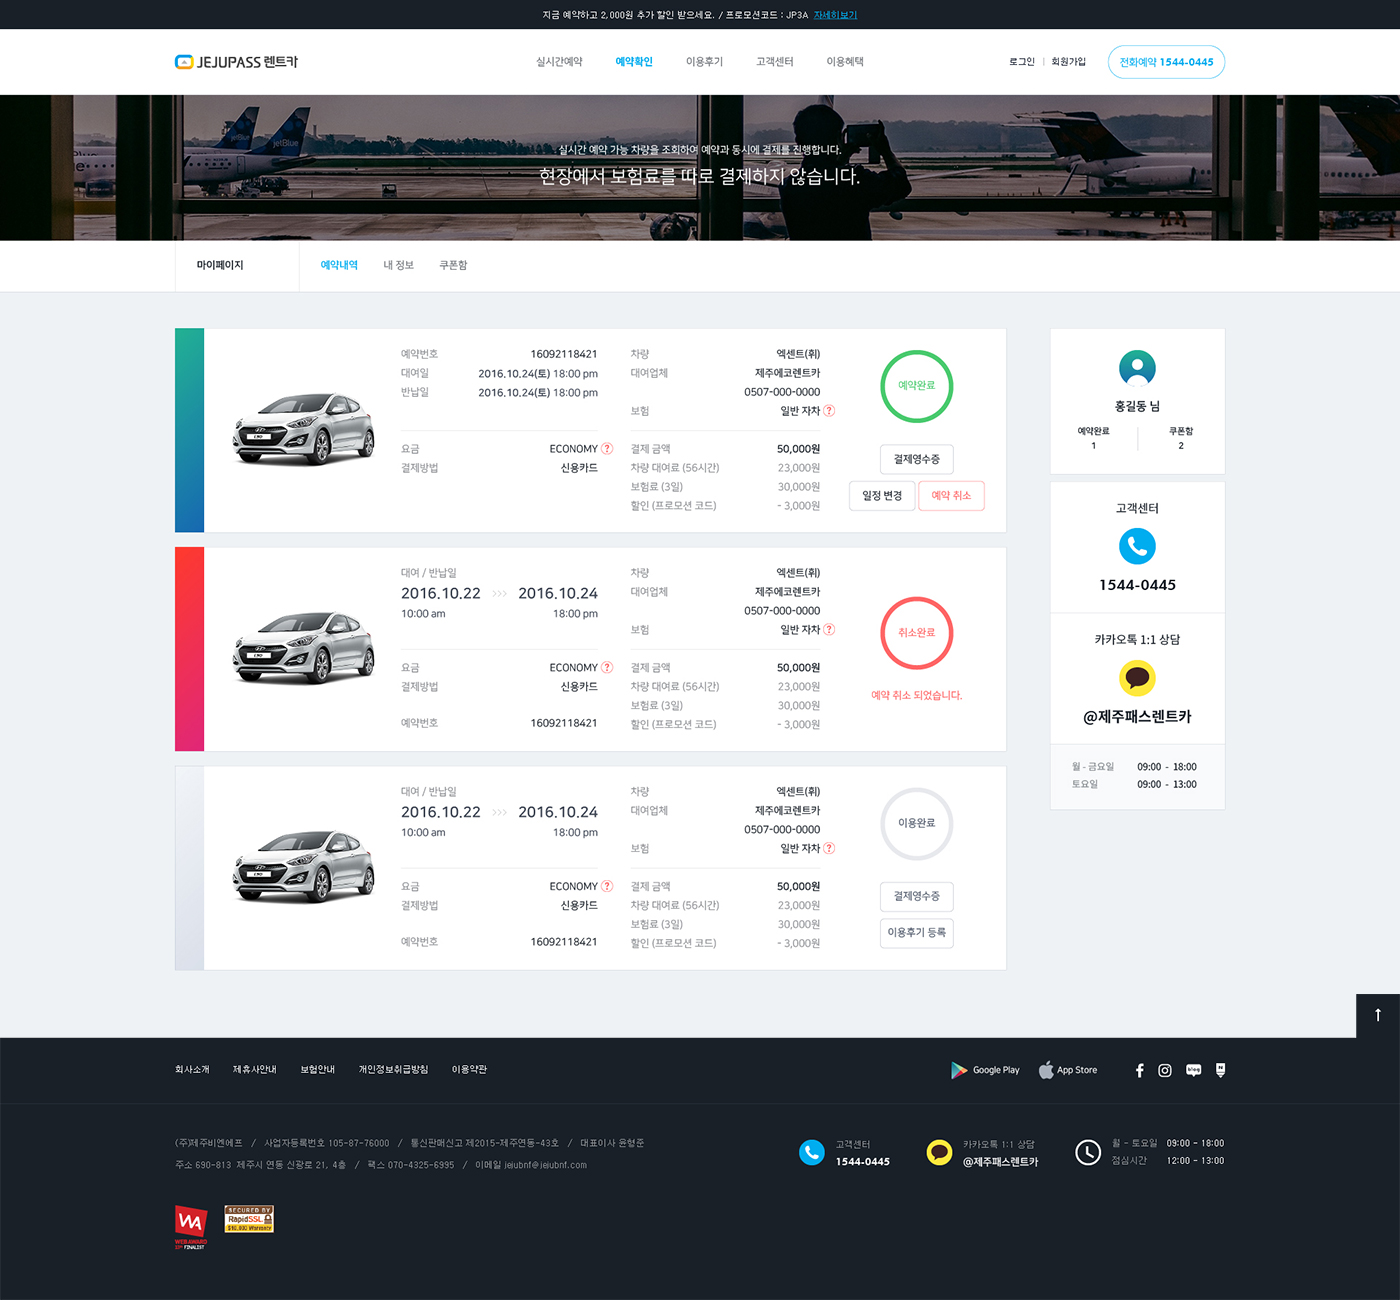 지금 예약하고 2,000원 추가 할인 받으세요. / 프로모션코드 : JP3A 자세히보기
JEJUPASS 렌트카
실시간예약 예약확인 이용후기 고객센터 이용혜택
로그인 | 회원가입
전화예약 1544-0445
jetBlue
실시간 예약 가능 차량을 조회하여 예약과 동시에 결제를 진행합니다.
현장에서 보험료를 따로 결제하지 않습니다.
마이페이지 예약내역 내 정보 쿠폰함
예약번호 16092118421
대여일 2016.10.24(토) 18:00 pm
반납일 2016.10.24(토) 18:00 pm
요금 ECONOMY ?
결제방법 신용카드
차량 엑센트(휘)
대여업체 제주에코렌트카
0507-000-0000
보험 일반 자차 ?
결제 금액 50,000원
차량 대여료 (56시간) 23,000원
보험료 (3일) 30,000원
할인 (프로모션 코드) - 3,000원
예약완료
결제영수증
일정 변경 예약 취소
대여 / 반납일
2016.10.22 >>> 2016.10.24
10:00 am 18:00 pm
요금 ECONOMY ?
결제방법 신용카드
예약번호 16092118421
차량 엑센트(휘)
대여업체 제주에코렌트카
0507-000-0000
보험 일반 자차 ?
결제 금액 50,000원
차량 대여료 (56시간) 23,000원
보험료 (3일) 30,000원
할인 (프로모션 코드) - 3,000원
취소완료
예약 취소 되었습니다.
대여 / 반납일
2016.10.22 >>> 2016.10.24
10:00 am 18:00 pm
요금 ECONOMY ?
결제방법 신용카드
예약번호 16092118421
차량 엑센트(휘)
대여업체 제주에코렌트카
0507-000-0000
보험 일반 자차 ?
결제 금액 50,000원
차량 대여료 (56시간) 23,000원
보험료 (3일) 30,000원
할인 (프로모션 코드) - 3,000원
이용완료
결제영수증
이용후기 등록
홍길동 님
예약완료 쿠폰함
1 2
고객센터
1544-0445
카카오톡 1:1 상담
@제주패스렌트카
월 - 금요일 09:00 - 18:00
토요일 09:00 - 13:00
회사소개 제휴사안내 보험안내 개인정보취급방침 이용약관
Google Play App Store
blog N
(주)제주비엔에프 / 사업자등록번호 105-87-76000 / 통신판매신고 제2015-제주연동-43호 / 대표이사 윤형준
주소 690-813 제주시 연동 신광로 21, 4층 / 팩스 070-4325-6995 / 이메일 jejubnf@jejubnf.com
고객센터
1544-0445
카카오톡 1:1 상담
@제주패스렌트카
월 - 토요일 09:00 - 18:00
점심시간 12:00 - 13:00
WA
WEB AWARD
FINALIST
SECURED BY
RapidSSL
$10,000 Warranty